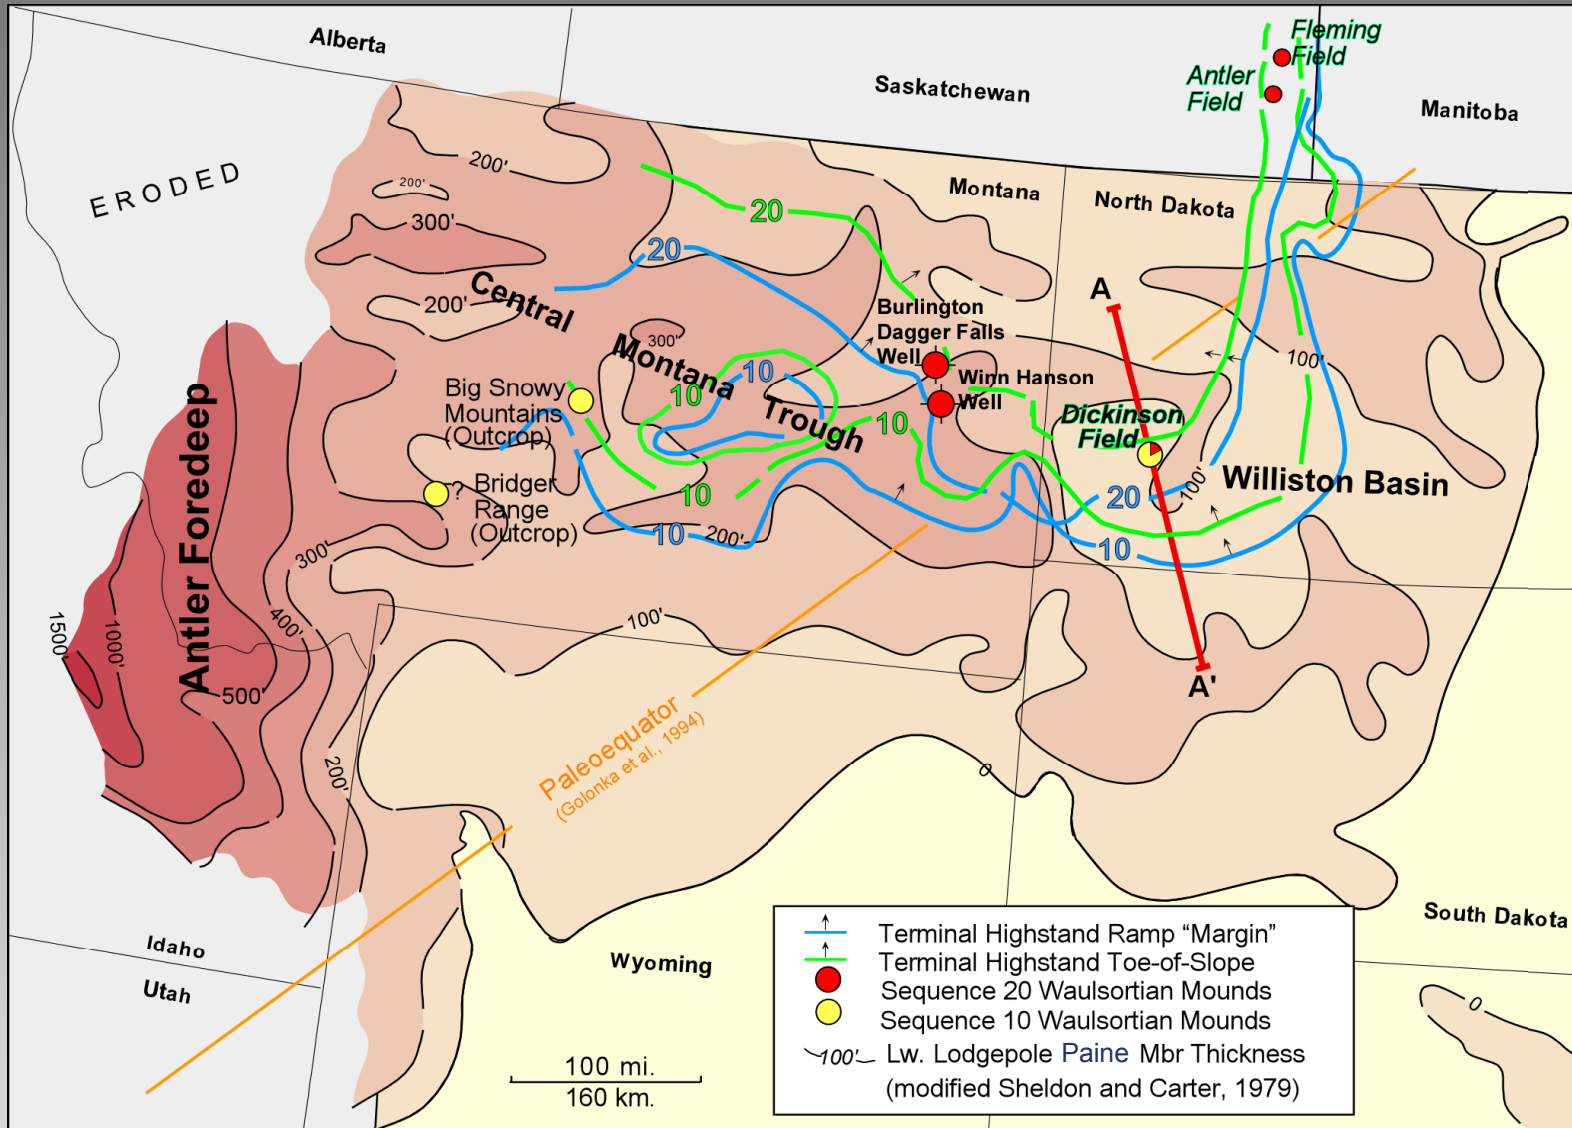 Alberta
Saskatchewan
Fleming
Field
Antler
Field
Manitoba
ERODED
200'
200'
300'
200'
Montana
North Dakota
20
20
Central
Montana
Trough
300'
A
Burlington
Dagger Falls
Well
Winn Hanson
Well
100'
Big Snowy
Mountains
(Outcrop)
10
10
10
Dickinson
Field
Williston Basin
100'
20
? Bridger
Range
(Outcrop)
10
10
200'
10
Antler Foredeep
300'
400'
1500'
1000'
500'
200'
100'
A'
Paleoequator
(Golonka et al., 1994)
0
Idaho
Utah
Wyoming
South Dakota
0
Terminal Highstand Ramp “Margin”
Terminal Highstand Toe-of-Slope
Sequence 20 Waulsortian Mounds
Sequence 10 Waulsortian Mounds
100' Lw. Lodgepole Paine Mbr Thickness
(modified Sheldon and Carter, 1979)
100 mi.
160 km.